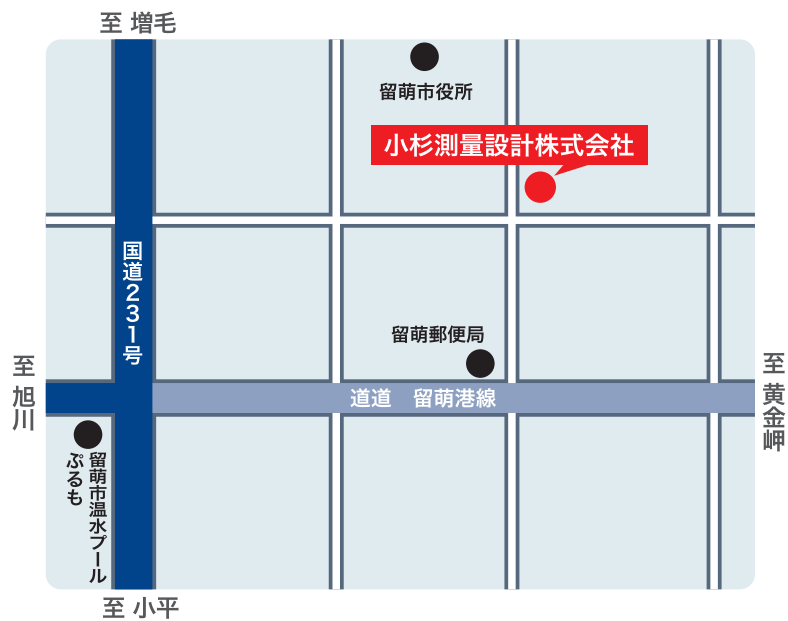 至 増毛
留萌市役所
小杉測量設計株式会社
国道231号
留萌郵便局
至 旭川
至 黄金岬
道道　留萌港線
留萌市温水プール
ぷるも
至 小平